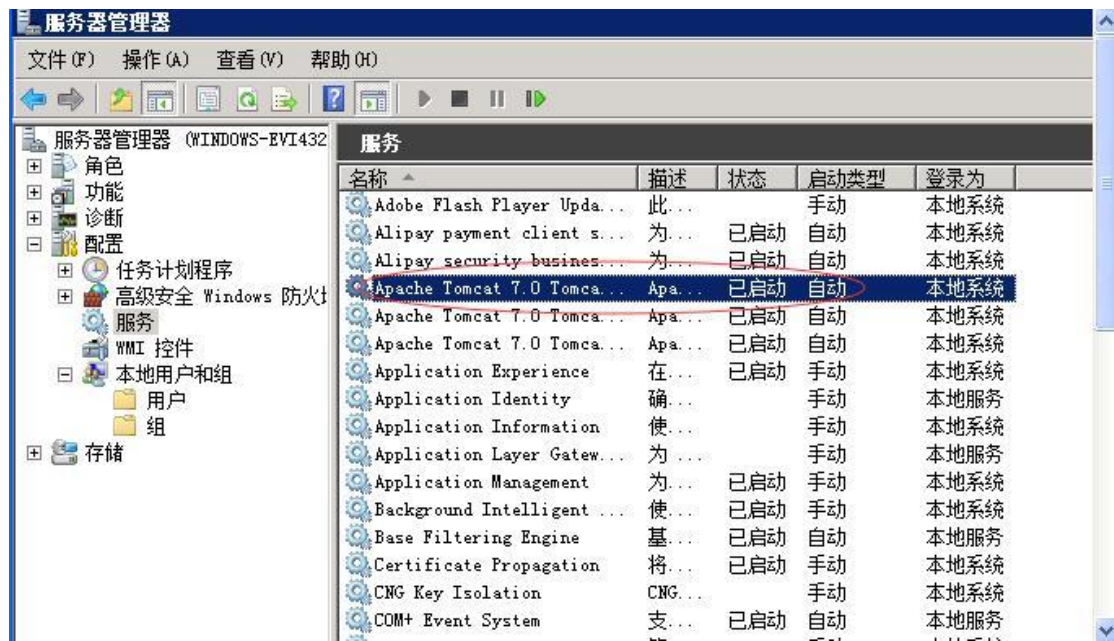 服务器管理器
文件(F) 操作(A) 查看(V) 帮助(H)
服务器管理器 (WINDOWS-EVI432
角色
功能
诊断
配置
任务计划程序
高级安全 Windows 防火
服务
WMI 控件
本地用户和组
用户
组
存储
服务
名称 描述 状态 启动类型 登录为
Adobe Flash Player Upda... 此... 手动 本地系统
Alipay payment client s... 为... 已启动 自动 本地系统
Alipay security busines... 为... 已启动 自动 本地系统
Apache Tomcat 7.0 Tomca... Apa... 已启动 自动 本地系统
Apache Tomcat 7.0 Tomca... Apa... 已启动 自动 本地系统
Apache Tomcat 7.0 Tomca... Apa... 已启动 自动 本地系统
Application Experience 在... 已启动 手动 本地系统
Application Identity 确... 手动 本地服务
Application Information 使... 手动 本地系统
Application Layer Gatew... 为 ... 手动 本地服务
Application Management 为... 已启动 手动 本地系统
Background Intelligent ... 使... 已启动 手动 本地系统
Base Filtering Engine 基... 已启动 自动 本地服务
Certificate Propagation 将... 已启动 手动 本地系统
CNG Key Isolation CNG... 手动 本地系统
COM+ Event System 支... 已启动 自动 本地服务